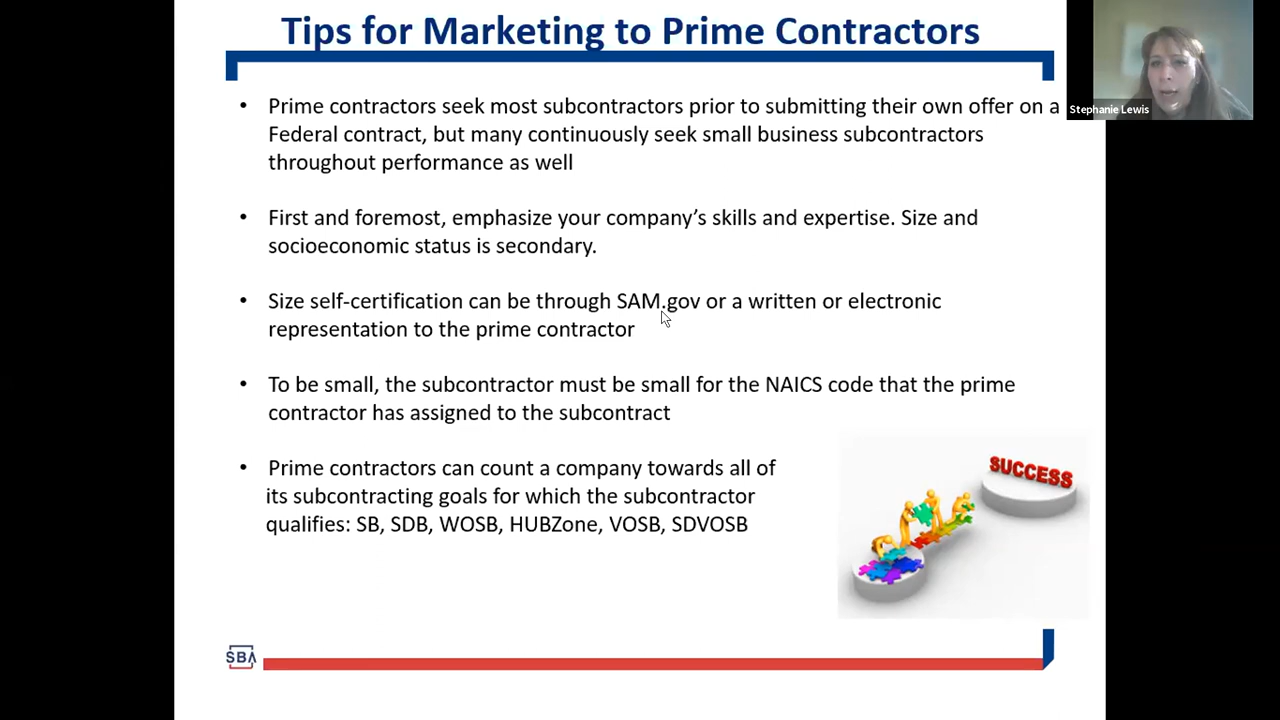 Tips for Marketing to Prime Contractors
Stephanie Lewis
• Prime contractors seek most subcontractors prior to submitting their own offer on a
Federal contract, but many continuously seek small business subcontractors
throughout performance as well
• First and foremost, emphasize your company’s skills and expertise. Size and
socioeconomic status is secondary.
• Size self-certification can be through SAM.gov or a written or electronic
representation to the prime contractor
• To be small, the subcontractor must be small for the NAICS code that the prime
contractor has assigned to the subcontract
• Prime contractors can count a company towards all of
its subcontracting goals for which the subcontractor
qualifies: SB, SDB, WOSB, HUBZone, VOSB, SDVOSB
SUCCESS
SBA